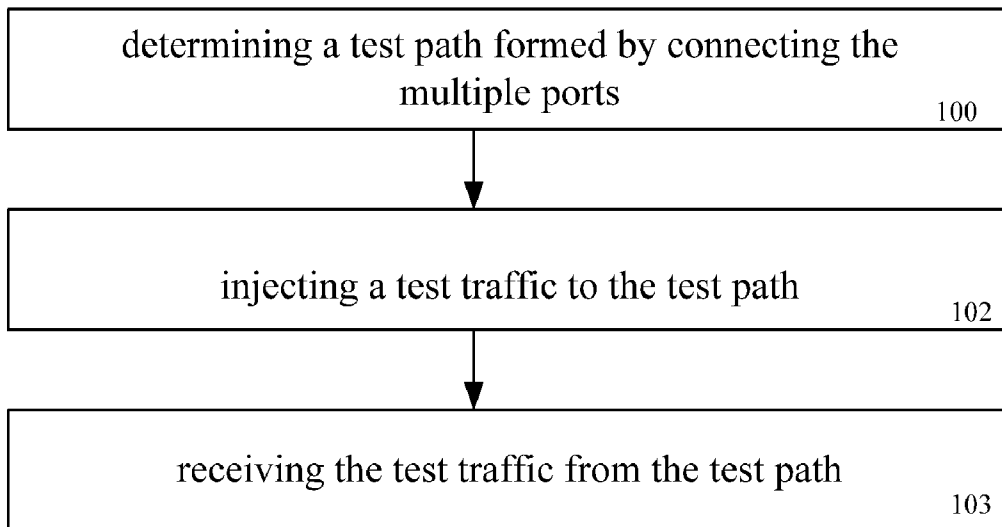 determining a test path formed by connecting the
multiple ports
100
injecting a test traffic to the test path
102
receiving the test traffic from the test path
103